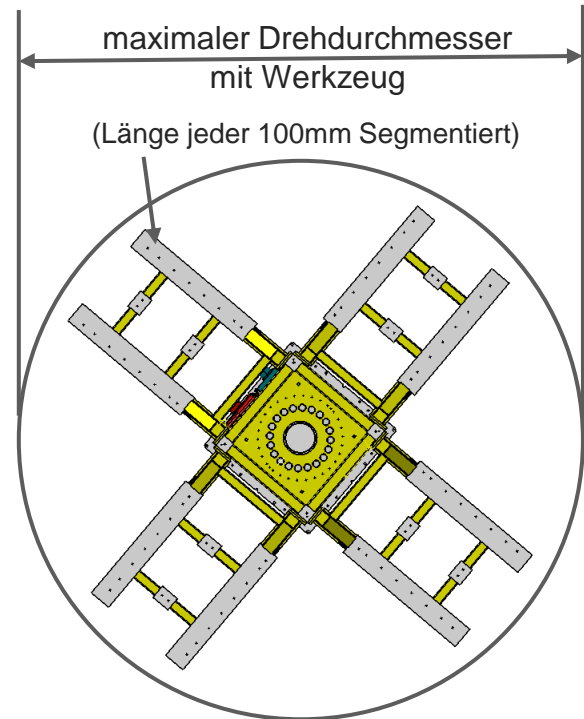 maximaler Drehdurchmesser
mit Werkzeug
(Länge jeder 100mm Segmentiert)